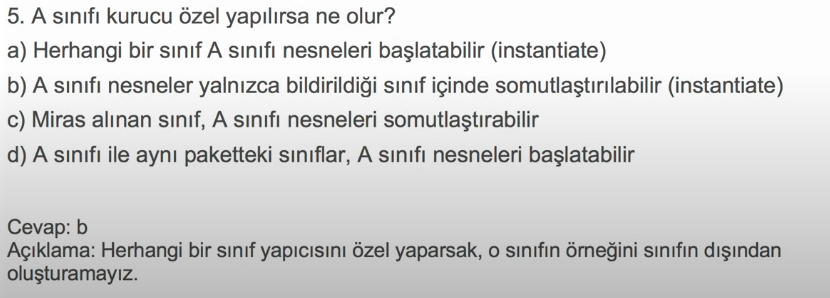 5. A sınıfı kurucu özel yapılırsa ne olur?
a) Herhangi bir sınıf A sınıfı nesneleri başlatabilir (instantiate)
b) A sınıfı nesneler yalnızca bildirildiği sınıf içinde somutlaştırılabilir (instantiate)
c) Miras alınan sınıf, A sınıfı nesneleri somutlaştırabilir
d) A sınıfı ile aynı paketteki sınıflar, A sınıfı nesneleri başlatabilir
Cevap: b
Açıklama: Herhangi bir sınıf yapıcısını özel yaparsak, o sınıfın örneğini sınıfın dışından
oluşturamayız.